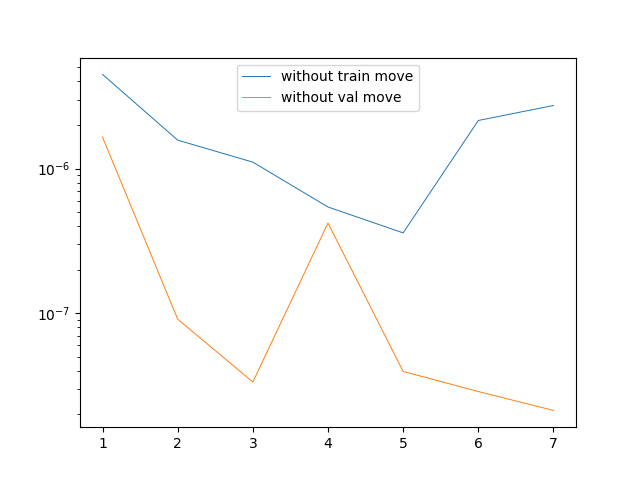 without train move
without val move
10⁻⁶
10⁻⁷
1 2 3 4 5 6 7